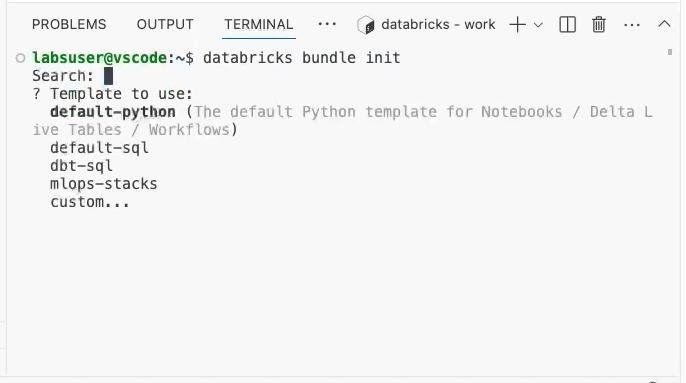 PROBLEMS OUTPUT TERMINAL ··· databricks - work
labsuser@vscode:~$ databricks bundle init
Search:
? Template to use:
default-python (The default Python template for Notebooks / Delta L
ive Tables / Workflows)
default-sql
dbt-sql
mlops-stacks
custom...